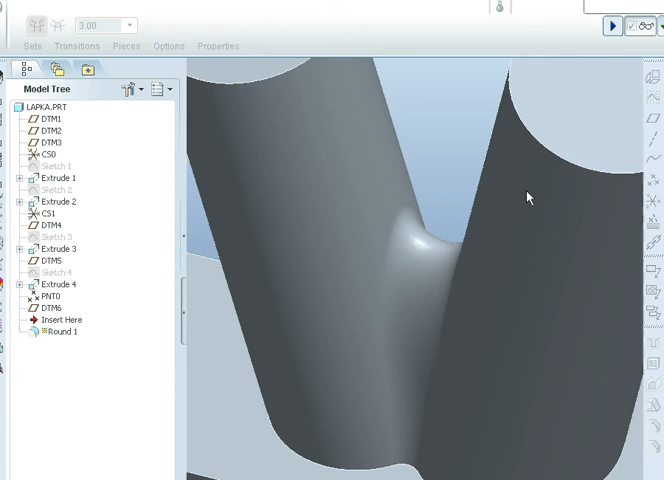 3.00
Sets Transitions Pieces Options Properties
Model Tree
LAPKA.PRT
DTM1
DTM2
DTM3
CS0
Sketch 1
Extrude 1
Sketch 2
Extrude 2
CS1
DTM4
Sketch 3
Extrude 3
DTM5
Sketch 4
Extrude 4
PNT0
DTM6
Insert Here
Round 1